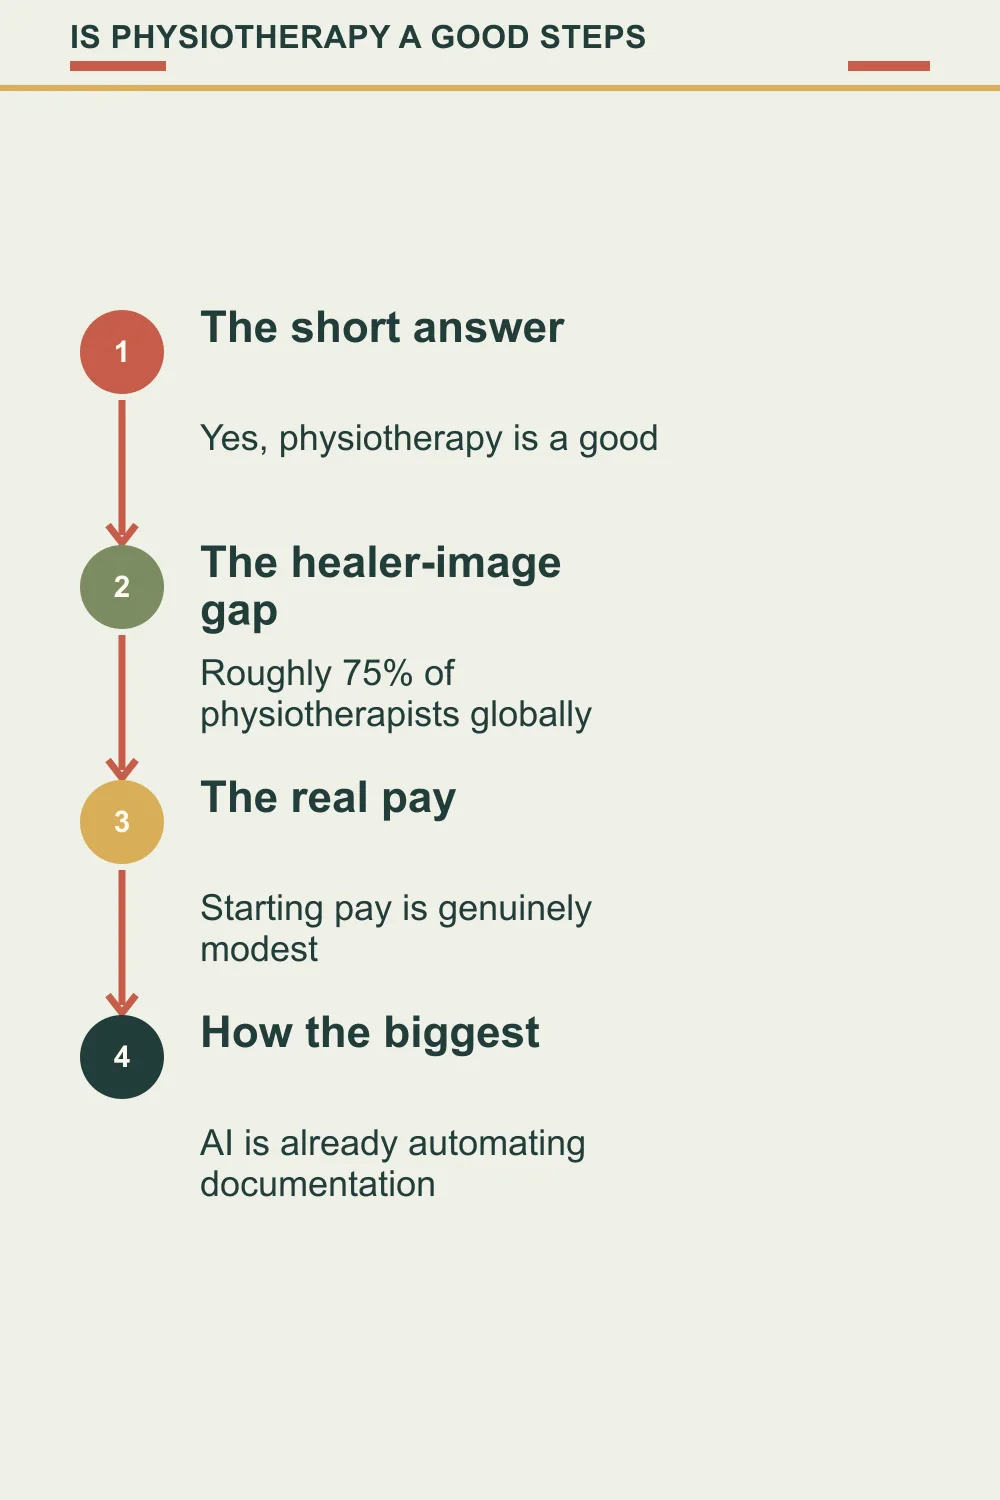 IS PHYSIOTHERAPY A GOOD STEPS
1
The short answer
Yes, physiotherapy is a good
2
The healer-image
gap
Roughly 75% of
physiotherapists globally
3
The real pay
Starting pay is genuinely
modest
4
How the biggest
AI is already automating
documentation